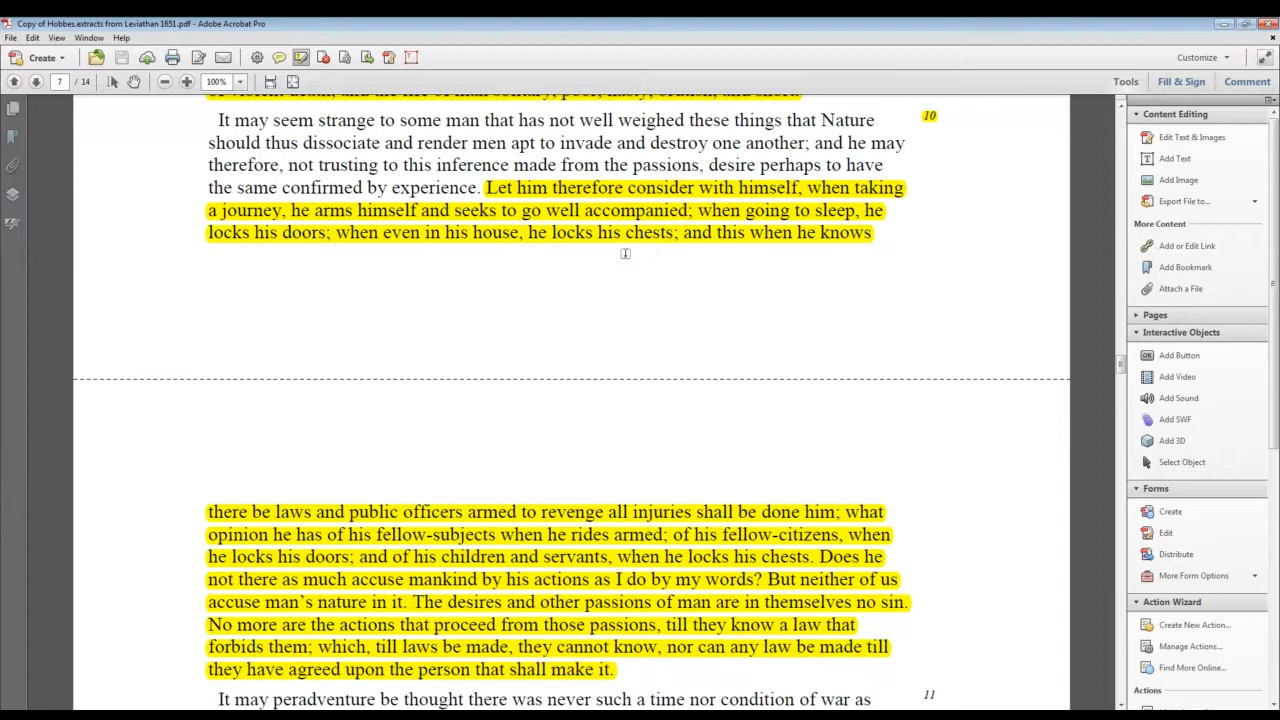 Copy of Hobbes.extracts from Leviathan 1651.pdf - Adobe Acrobat Pro
File Edit View Window Help
Create Customize
7 / 14 100% Tools Fill & Sign Comment
It may seem strange to some man that has not well weighed these things that Nature 10
should thus dissociate and render men apt to invade and destroy one another; and he may
therefore, not trusting to this inference made from the passions, desire perhaps to have
the same confirmed by experience. Let him therefore consider with himself, when taking
a journey, he arms himself and seeks to go well accompanied; when going to sleep, he
locks his doors; when even in his house, he locks his chests; and this when he knows
there be laws and public officers armed to revenge all injuries shall be done him; what
opinion he has of his fellow-subjects when he rides armed; of his fellow-citizens, when
he locks his doors; and of his children and servants, when he locks his chests. Does he
not there as much accuse mankind by his actions as I do by my words? But neither of us
accuse man's nature in it. The desires and other passions of man are in themselves no sin.
No more are the actions that proceed from those passions, till they know a law that
forbids them; which, till laws be made, they cannot know, nor can any law be made till
they have agreed upon the person that shall make it.
It may peradventure be thought there was never such a time nor condition of war as 11
Content Editing
Edit Text & Images
Add Text
Add Image
Export File to...
More Content
Add or Edit Link
Add Bookmark
Attach a File
Pages
Interactive Objects
OK Add Button
Add Video
Add Sound
Add SWF
Add 3D
Select Object
Forms
Create
Edit
Distribute
More Form Options
Action Wizard
Create New Action...
Manage Actions...
Find More Online...
Actions